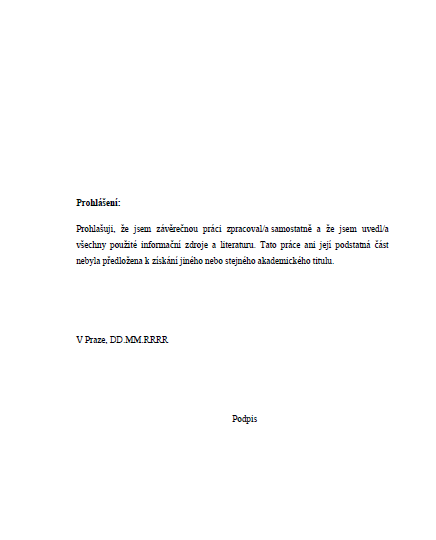 Prohlášení:
Prohlašuji, že jsem závěrečnou práci zpracoval/a samostatně a že jsem uvedl/a
všechny použité informační zdroje a literaturu. Tato práce ani její podstatná část
nebyla předložena k získání jiného nebo stejného akademického titulu.
V Praze, DD.MM.RRRR
Podpis